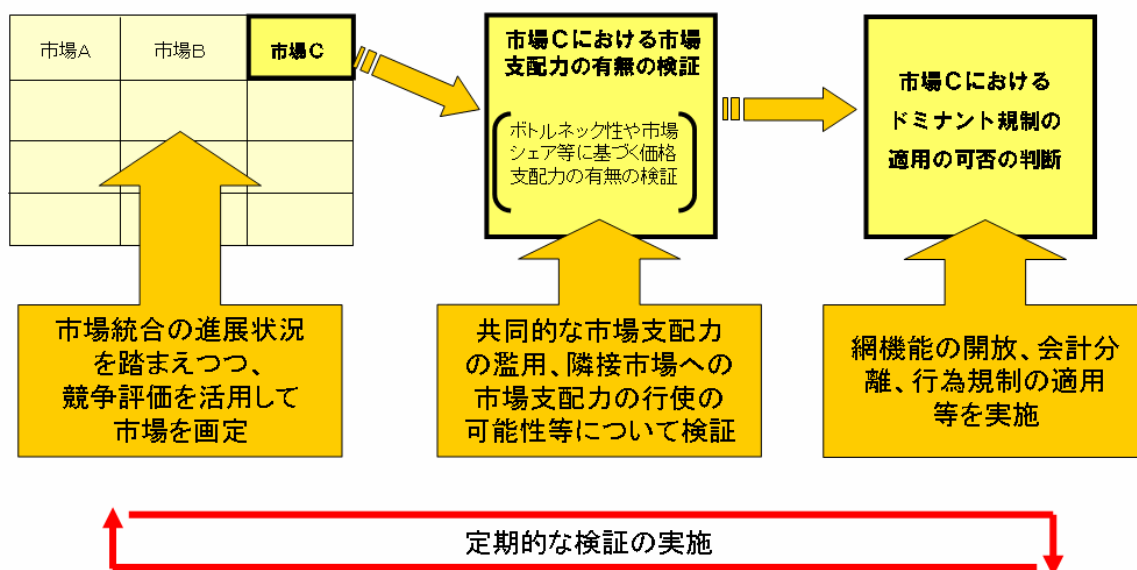 市場A
市場B
市場C
市場Cにおける市場
支配力の有無の検証
ボトルネック性や市場
シェア等に基づく価格
支配力の有無の検証
市場Cにおける
ドミナント規制の
適用の可否の判断
市場統合の進展状況
を踏まえつつ、
競争評価を活用して
市場を画定
共同的な市場支配力
の濫用、隣接市場への
市場支配力の行使の
可能性等について検証
網機能の開放、会計分
離、行為規制の適用
等を実施
定期的な検証の実施